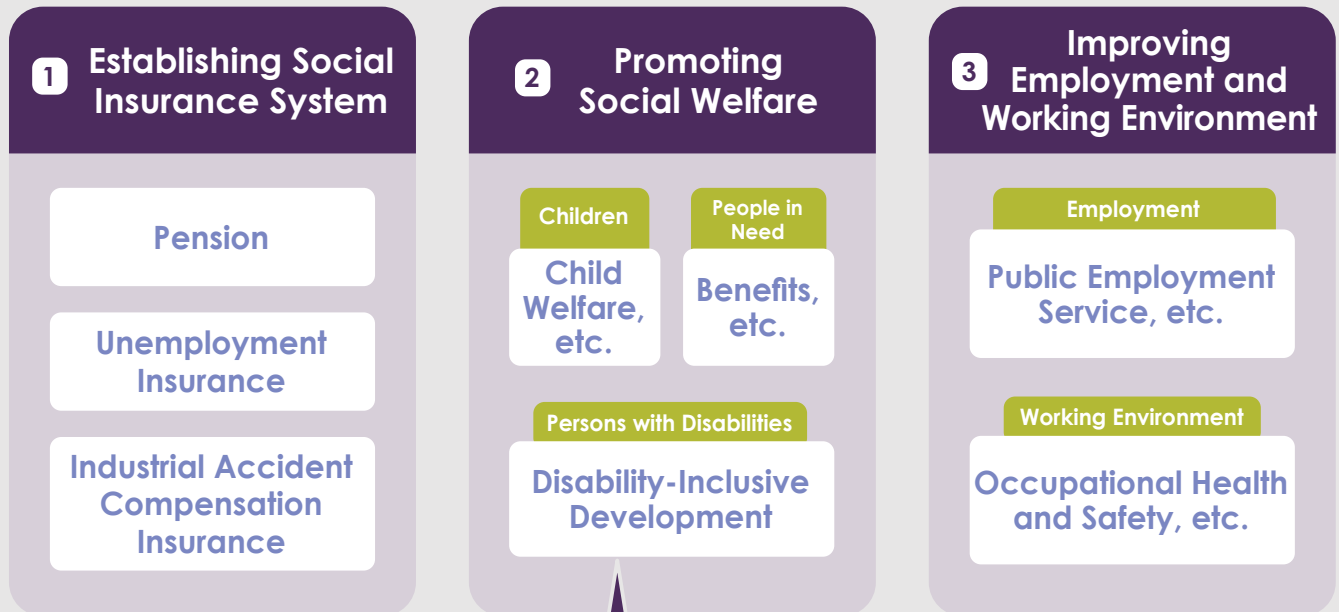 1
Establishing Social
Insurance System
Pension
Unemployment
Insurance
Industrial Accident
Compensation
Insurance
2
Promoting
Social Welfare
Children
Child
Welfare,
etc.
People in
Need
Benefits,
etc.
Persons with Disabilities
Disability-Inclusive
Development
3
Improving
Employment and
Working Environment
Employment
Public Employment
Service, etc.
Working Environment
Occupational Health
and Safety, etc.